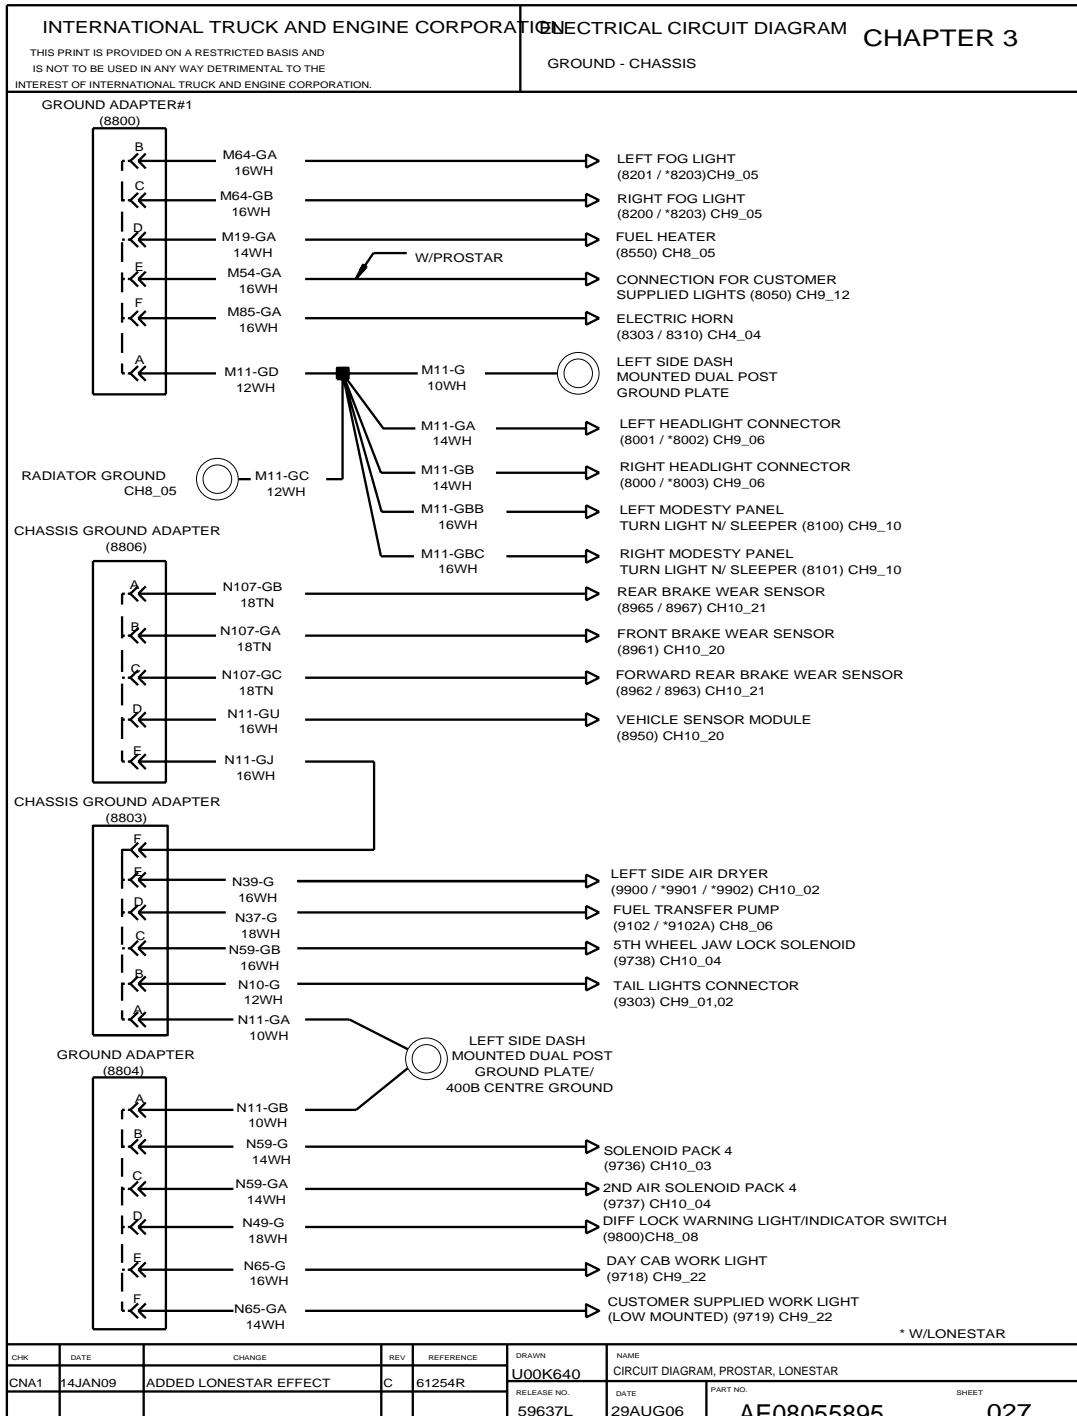 INTERNATIONAL TRUCK AND ENGINE CORPORATION
THIS PRINT IS PROVIDED ON A RESTRICTED BASIS AND
IS NOT TO BE USED IN ANY WAY DETRIMENTAL TO THE
INTEREST OF INTERNATIONAL TRUCK AND ENGINE CORPORATION.
ELECTRICAL CIRCUIT DIAGRAM
CHAPTER 3
GROUND - CHASSIS
GROUND ADAPTER#1
(8800)
B
M64-GA
16WH
LEFT FOG LIGHT
(8201 / *8203)CH9_05
C
M64-GB
16WH
RIGHT FOG LIGHT
(8200 / *8203) CH9_05
D
M19-GA
14WH
FUEL HEATER
(8550) CH8_05
W/PROSTAR
E
M54-GA
16WH
CONNECTION FOR CUSTOMER
SUPPLIED LIGHTS (8050) CH9_12
F
M85-GA
16WH
ELECTRIC HORN
(8303 / 8310) CH4_04
A
M11-GD
12WH
M11-G
10WH
LEFT SIDE DASH
MOUNTED DUAL POST
GROUND PLATE
M11-GA
14WH
LEFT HEADLIGHT CONNECTOR
(8001 / *8002) CH9_06
RADIATOR GROUND
CH8_05
M11-GC
12WH
M11-GB
14WH
RIGHT HEADLIGHT CONNECTOR
(8000 / *8003) CH9_06
M11-GBB
16WH
LEFT MODESTY PANEL
TURN LIGHT N/ SLEEPER (8100) CH9_10
M11-GBC
16WH
RIGHT MODESTY PANEL
TURN LIGHT N/ SLEEPER (8101) CH9_10
CHASSIS GROUND ADAPTER
(8806)
A
N107-GB
18TN
REAR BRAKE WEAR SENSOR
(8965 / 8967) CH10_21
B
N107-GA
18TN
FRONT BRAKE WEAR SENSOR
(8961) CH10_20
C
N107-GC
18TN
FORWARD REAR BRAKE WEAR SENSOR
(8962 / 8963) CH10_21
D
N11-GU
16WH
VEHICLE SENSOR MODULE
(8950) CH10_20
E
N11-GJ
16WH
CHASSIS GROUND ADAPTER
(8803)
F
E
N39-G
16WH
LEFT SIDE AIR DRYER
(9900 / *9901 / *9902) CH10_02
D
N37-G
18WH
FUEL TRANSFER PUMP
(9102 / *9102A) CH8_06
C
N59-GB
16WH
5TH WHEEL JAW LOCK SOLENOID
(9738) CH10_04
B
N10-G
12WH
TAIL LIGHTS CONNECTOR
(9303) CH9_01,02
A
N11-GA
10WH
LEFT SIDE DASH
MOUNTED DUAL POST
GROUND PLATE/
400B CENTRE GROUND
GROUND ADAPTER
(8804)
A
N11-GB
10WH
B
N59-G
14WH
SOLENOID PACK 4
(9736) CH10_03
C
N59-GA
14WH
2ND AIR SOLENOID PACK 4
(9737) CH10_04
D
N49-G
18WH
DIFF LOCK WARNING LIGHT/INDICATOR SWITCH
(9800)CH8_08
E
N65-G
16WH
DAY CAB WORK LIGHT
(9718) CH9_22
F
N65-GA
14WH
CUSTOMER SUPPLIED WORK LIGHT
(LOW MOUNTED) (9719) CH9_22
* W/LONESTAR
CHK DATE CHANGE REV REFERENCE
CNA1 14JAN09 ADDED LONESTAR EFFECT C 61254R
DRAWN
U00K640
NAME
CIRCUIT DIAGRAM, PROSTAR, LONESTAR
RELEASE NO.
59637L
DATE
29AUG06
PART NO.
AE08055895
SHEET
027